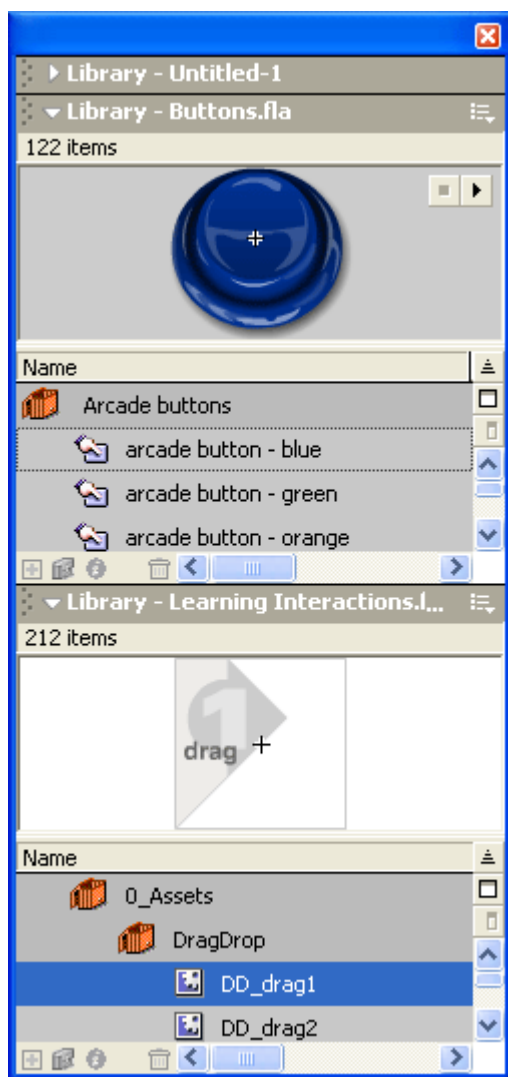 Library - Untitled-1
Library - Buttons.fla
122 items
Name
Arcade buttons
arcade button - blue
arcade button - green
arcade button - orange
Library - Learning Interactions.f...
212 items
1
drag
Name
0_Assets
DragDrop
DD_drag1
DD_drag2